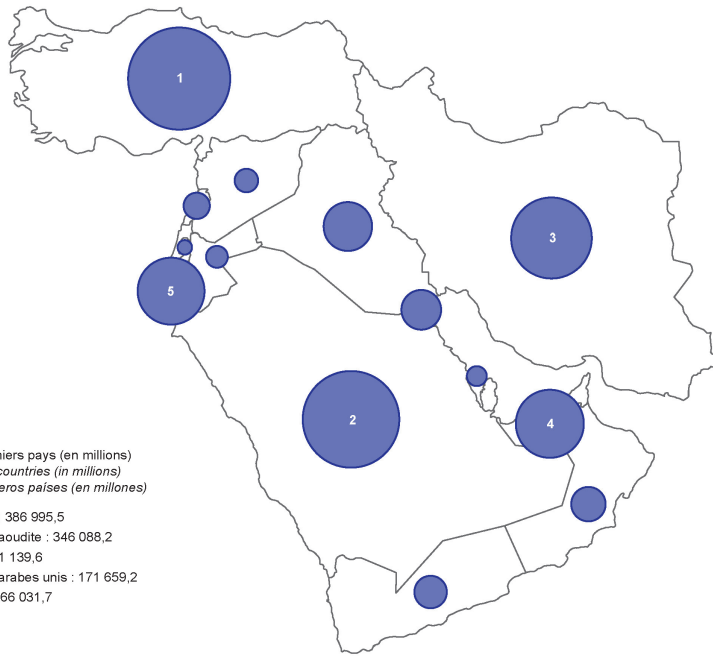 1
3
5
2
4
niers pays (en millions)
countries (in millions)
eros países (en millones)
386 995,5
aoudite : 346 088,2
1 139,6
arabes unis : 171 659,2
66 031,7